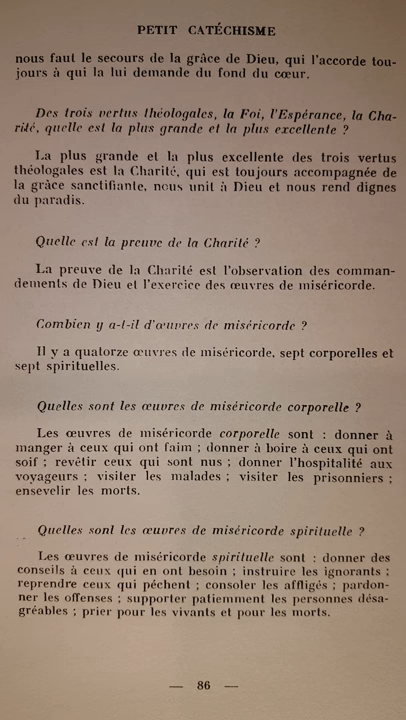 PETIT CATÉCHISME
nous faut le secours de la grâce de Dieu, qui l'accorde tou-
jours à qui la lui demande du fond du cœur.
Des trois vertus théologales, la Foi, l'Espérance, la Cha-
rité, quelle est la plus grande et la plus excellente ?
La plus grande et la plus excellente des trois vertus
théologales est la Charité, qui est toujours accompagnée de
la grâce sanctifiante, nous unit à Dieu et nous rend dignes
du paradis.
Quelle est la preuve de la Charité ?
La preuve de la Charité est l'observation des comman-
dements de Dieu et l'exercice des œuvres de miséricorde.
Combien y a-t-il d'œuvres de miséricorde ?
Il y a quatorze œuvres de miséricorde, sept corporelles et
sept spirituelles.
Quelles sont les œuvres de miséricorde corporelle ?
Les œuvres de miséricorde corporelle sont : donner à
manger à ceux qui ont faim ; donner à boire à ceux qui ont
soif ; revêtir ceux qui sont nus ; donner l'hospitalité aux
voyageurs ; visiter les malades ; visiter les prisonniers ;
ensevelir les morts.
Quelles sont les œuvres de miséricorde spirituelle ?
Les œuvres de miséricorde spirituelle sont : donner des
conseils à ceux qui en ont besoin ; instruire les ignorants ;
reprendre ceux qui pêchent ; consoler les affligés ; pardon-
ner les offenses ; supporter patiemment les personnes désa-
gréables ; prier pour les vivants et pour les morts.
— 86 —